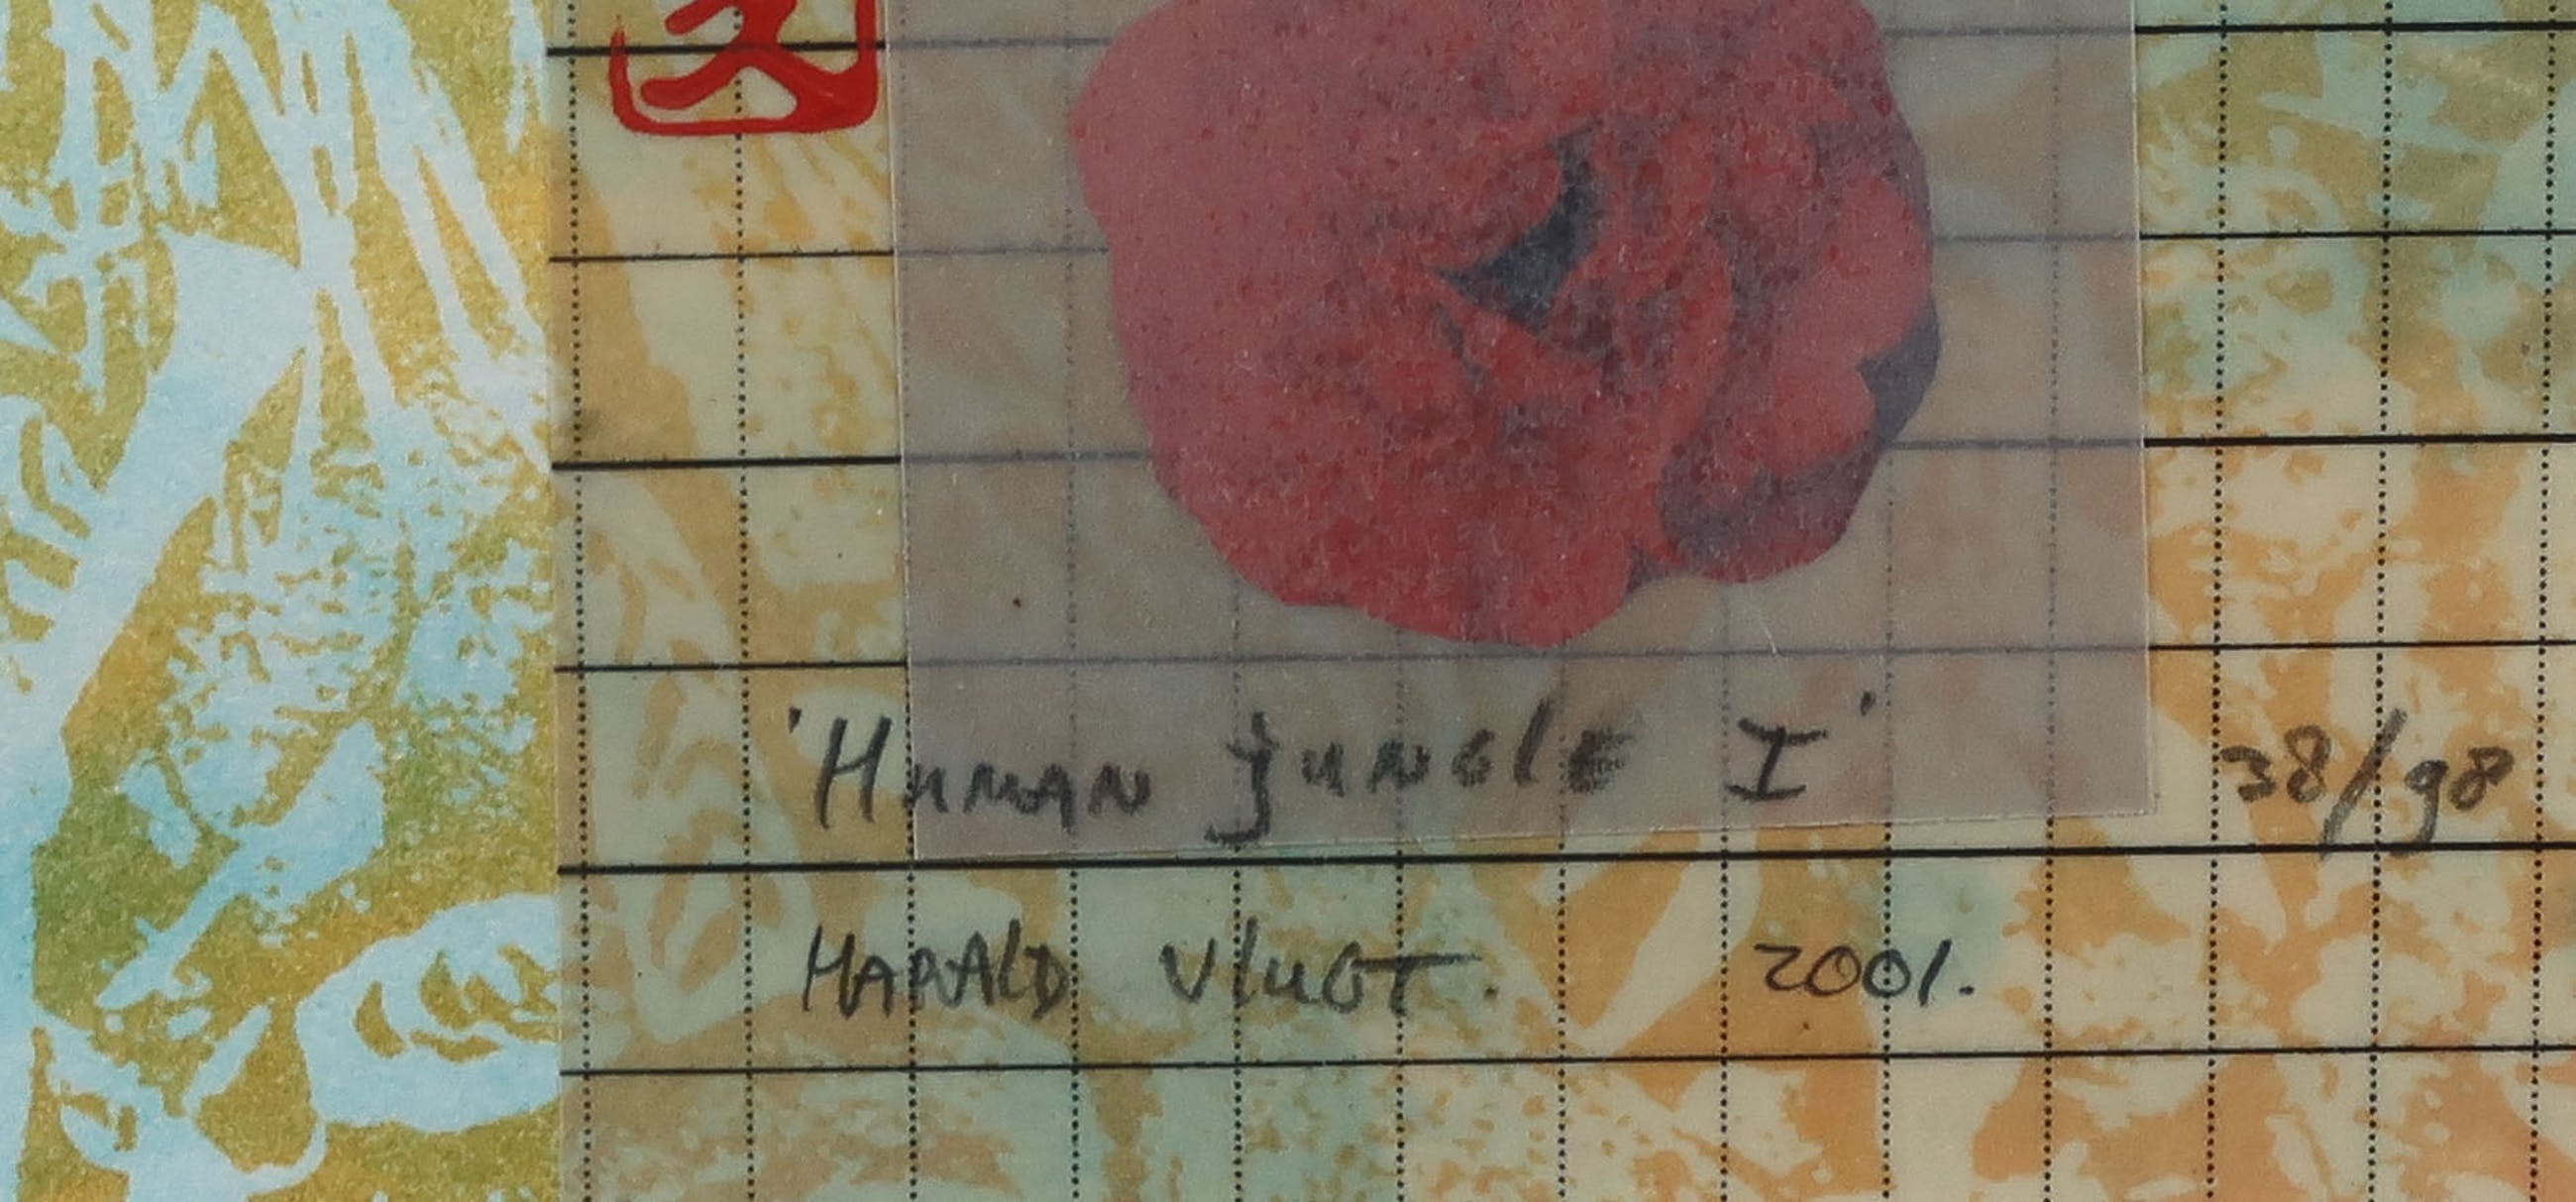 'Human jungle I' 38/98
HARAlD VlUGT. 2001.